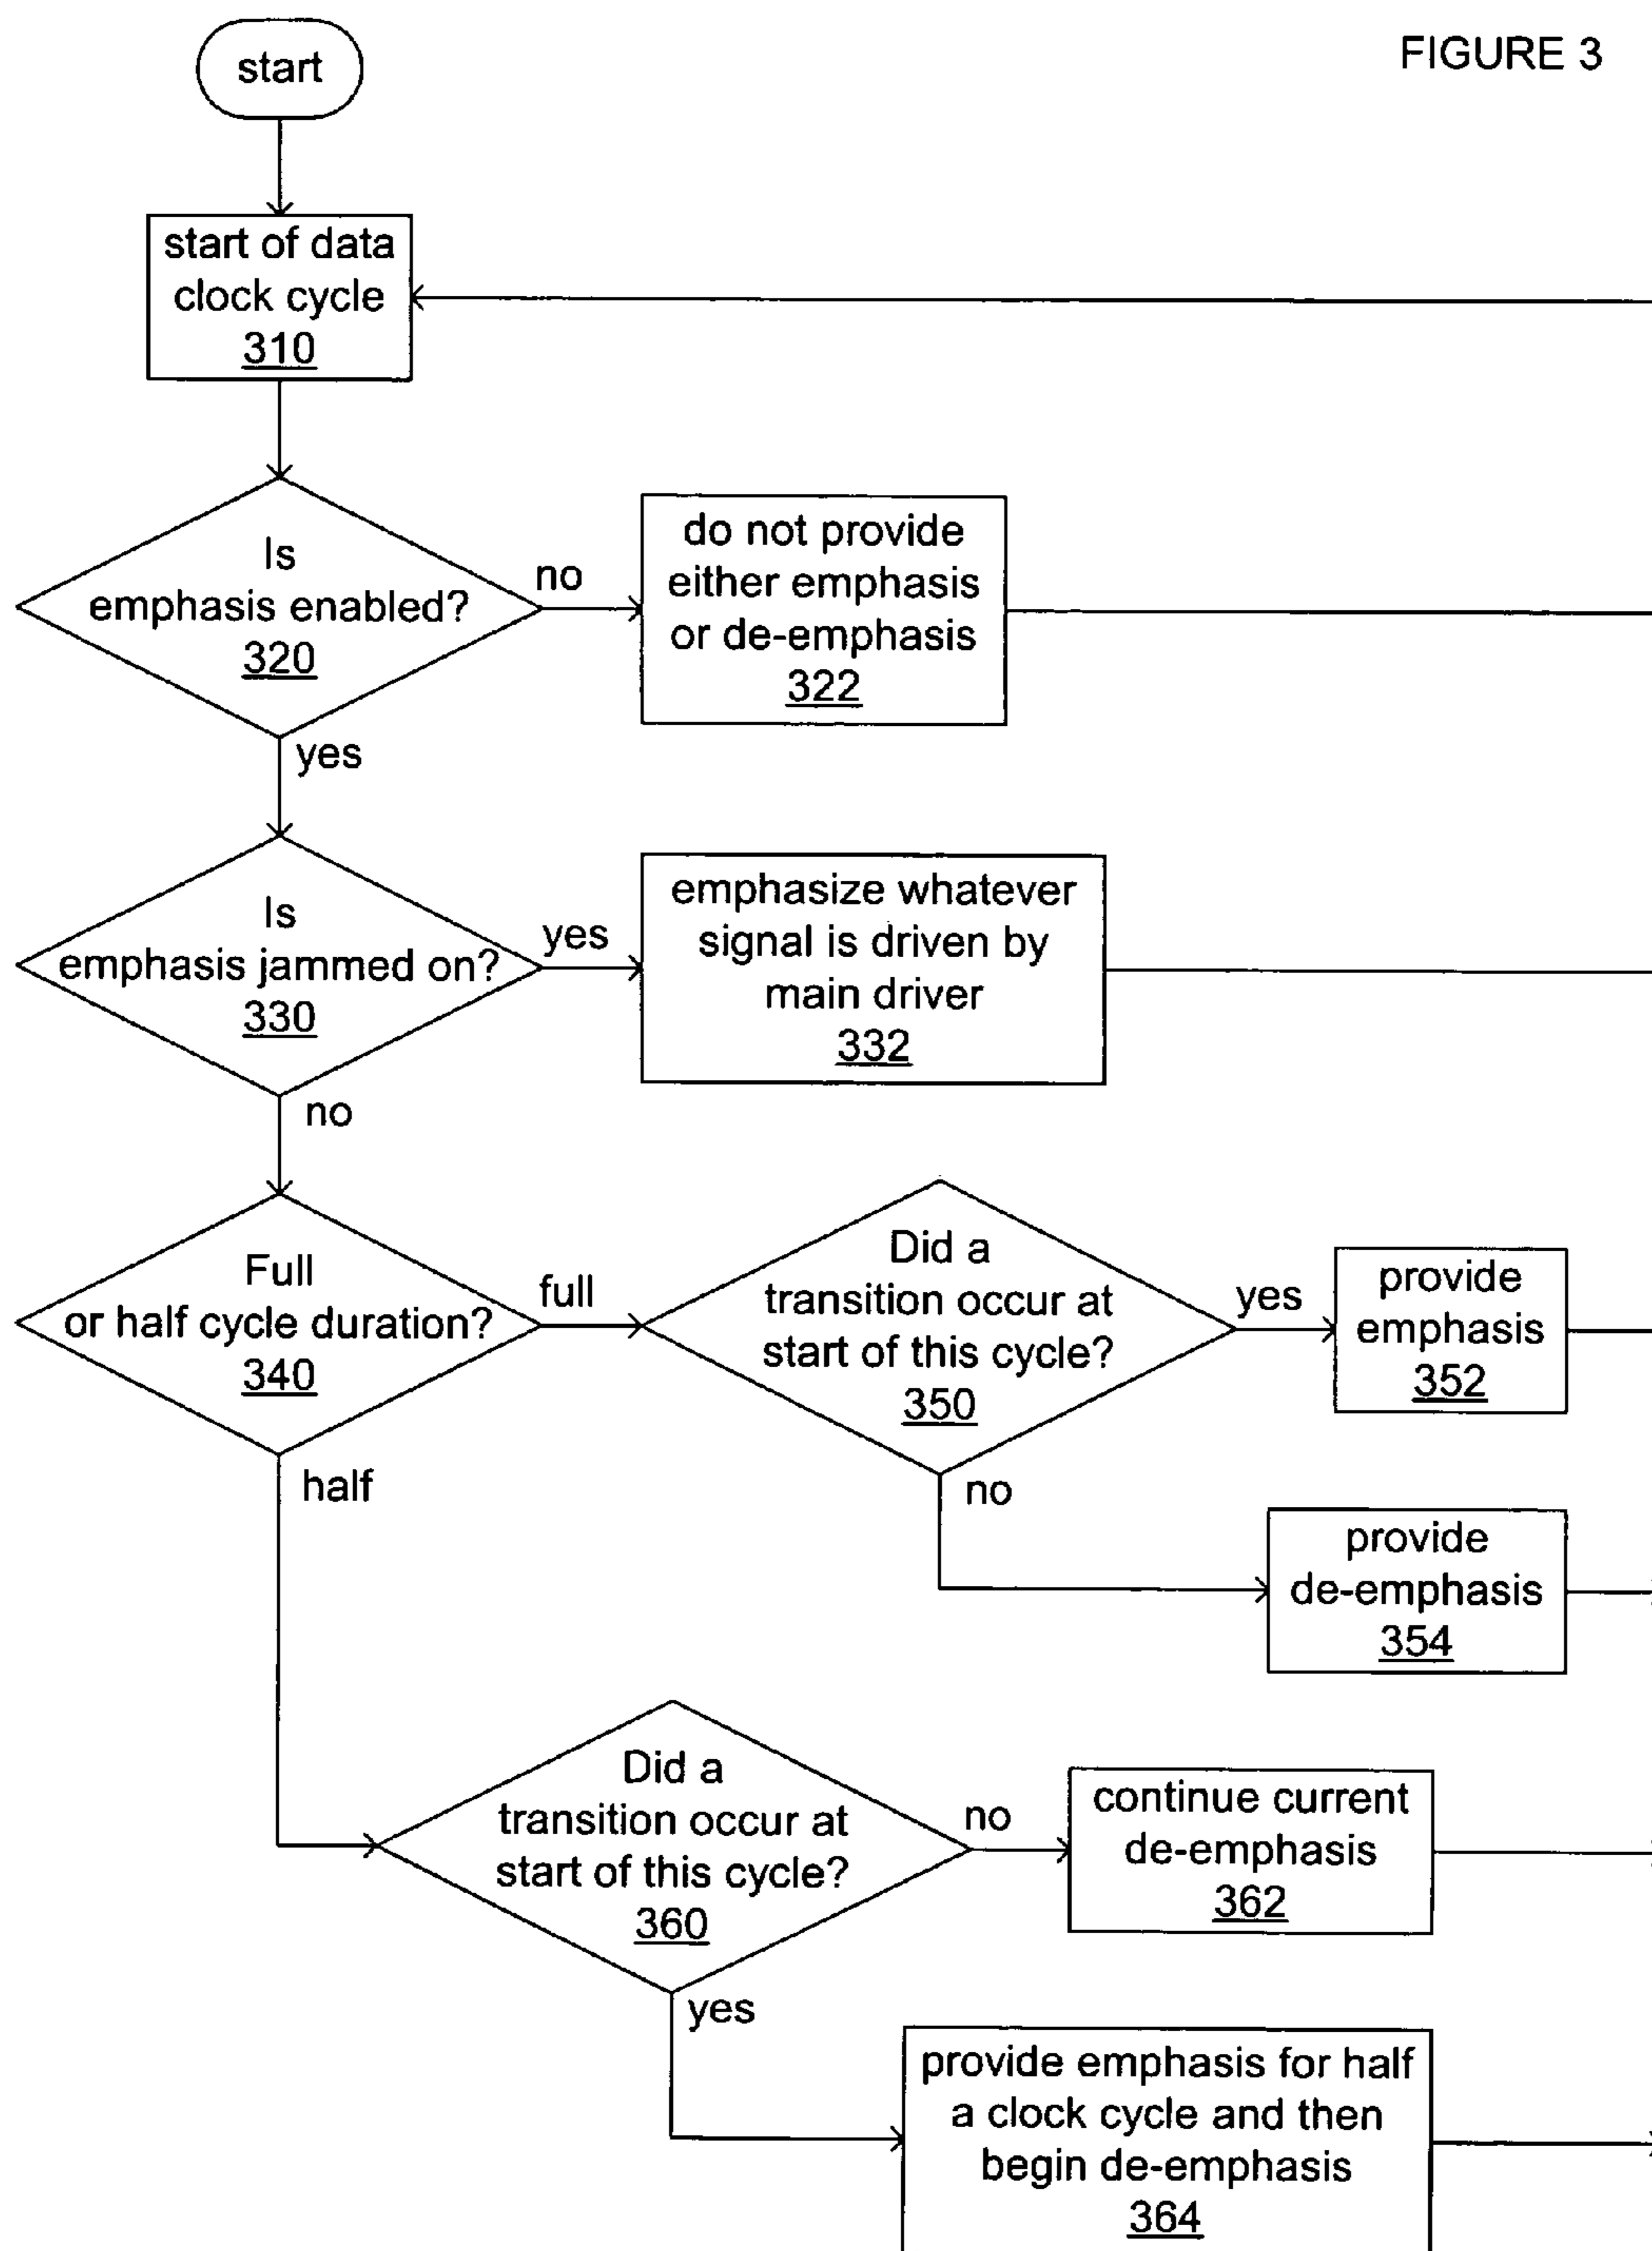 FIGURE 3
start
start of data
clock cycle
310
Is
emphasis enabled?
320
no
do not provide
either emphasis
or de-emphasis
322
yes
Is
emphasis jammed on?
330
yes
emphasize whatever
signal is driven by
main driver
332
no
Full
or half cycle duration?
340
full
Did a
transition occur at
start of this cycle?
350
yes
provide
emphasis
352
half
no
provide
de-emphasis
354
Did a
transition occur at
start of this cycle?
360
no
continue current
de-emphasis
362
yes
provide emphasis for half
a clock cycle and then
begin de-emphasis
364